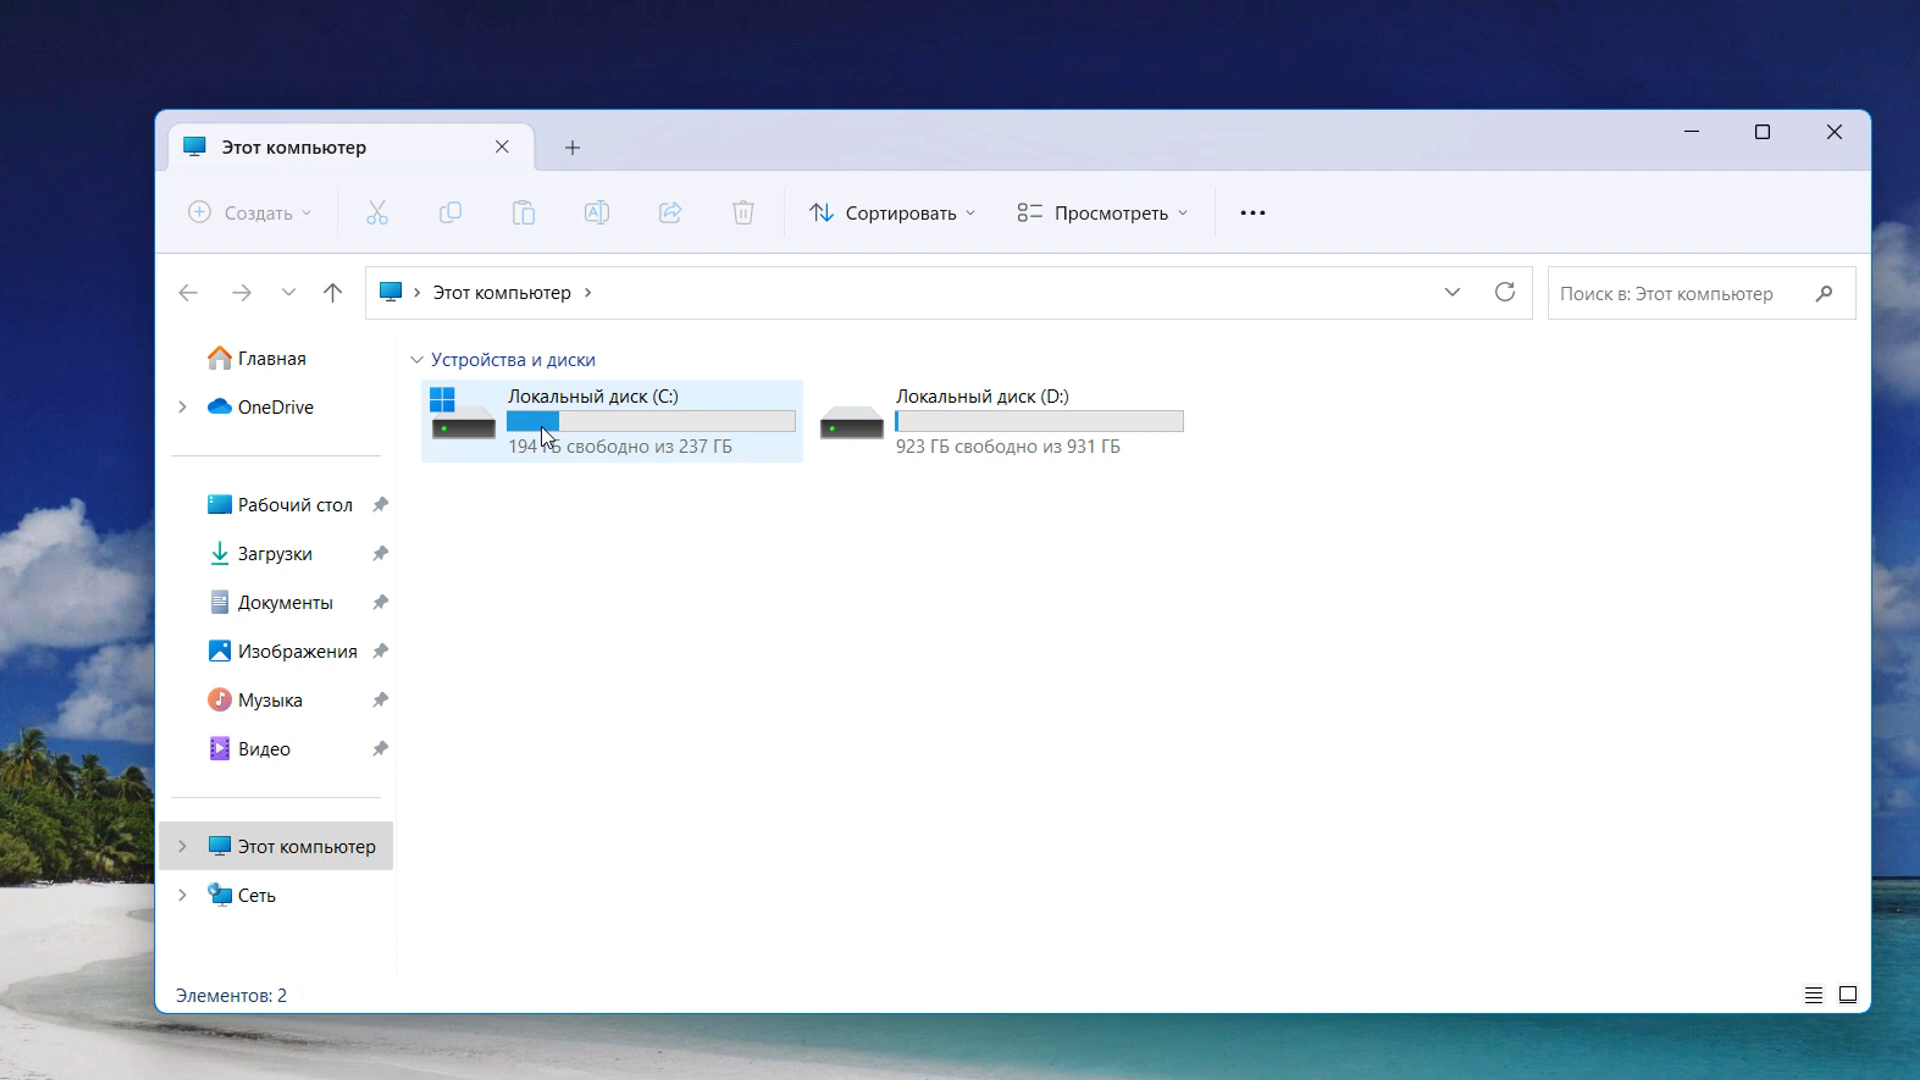 Этот компьютер
Создать
Сортировать
Просмотреть
Этот компьютер
Поиск в: Этот компьютер
Главная
OneDrive
Рабочий стол
Загрузки
Документы
Изображения
Музыка
Видео
Этот компьютер
Сеть
Устройства и диски
Локальный диск (C:)
194 ГБ свободно из 237 ГБ
Локальный диск (D:)
923 ГБ свободно из 931 ГБ
Элементов: 2